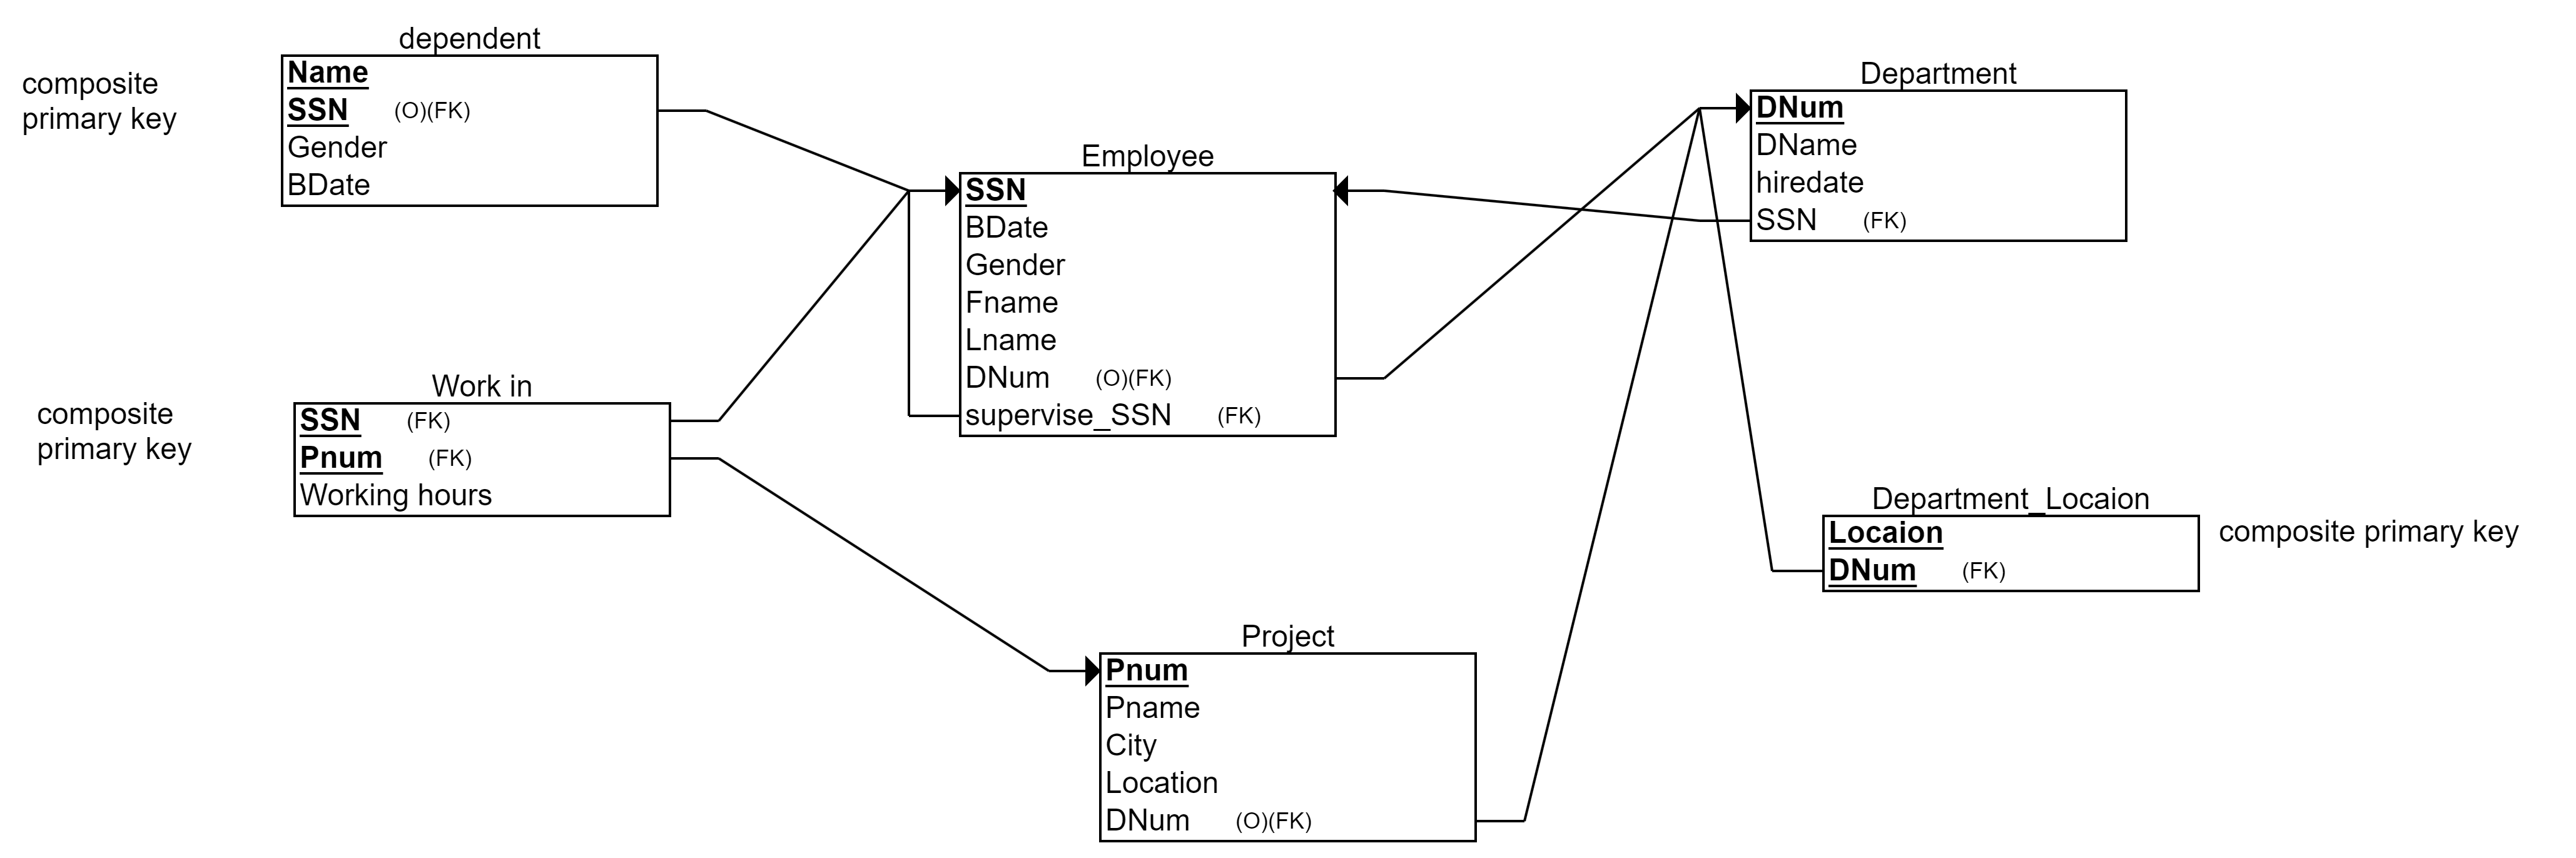 dependent
composite
primary key
Name
SSN (O)(FK)
Gender
BDate
Employee
SSN
BDate
Gender
Fname
Lname
DNum (O)(FK)
supervise_SSN (FK)
Department
DNum
DName
hiredate
SSN (FK)
Work in
composite
primary key
SSN (FK)
Pnum (FK)
Working hours
Department_Locaion
Locaion
DNum (FK)
composite primary key
Project
Pnum
Pname
City
Location
DNum (O)(FK)